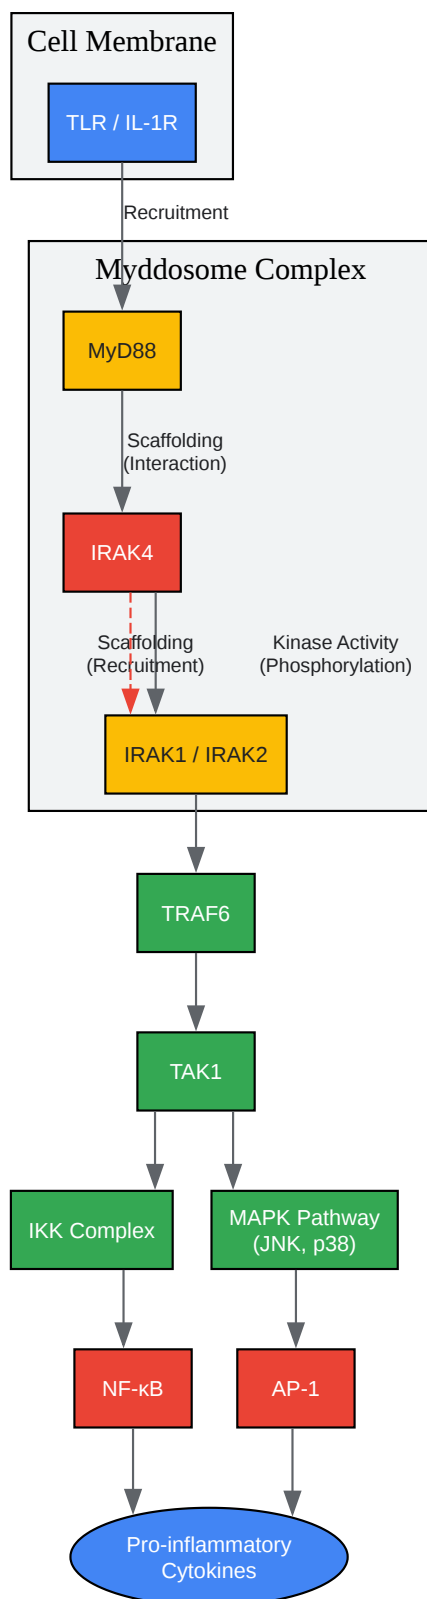 Cell Membrane
TLR / IL-1R
Recruitment
Myddosome Complex
MyD88
Scaffolding
(Interaction)
IRAK4
Scaffolding
(Recruitment)
Kinase Activity
(Phosphorylation)
IRAK1 / IRAK2
TRAF6
TAK1
IKK Complex
MAPK Pathway
(JNK, p38)
NF-κB
AP-1
Pro-inflammatory
Cytokines